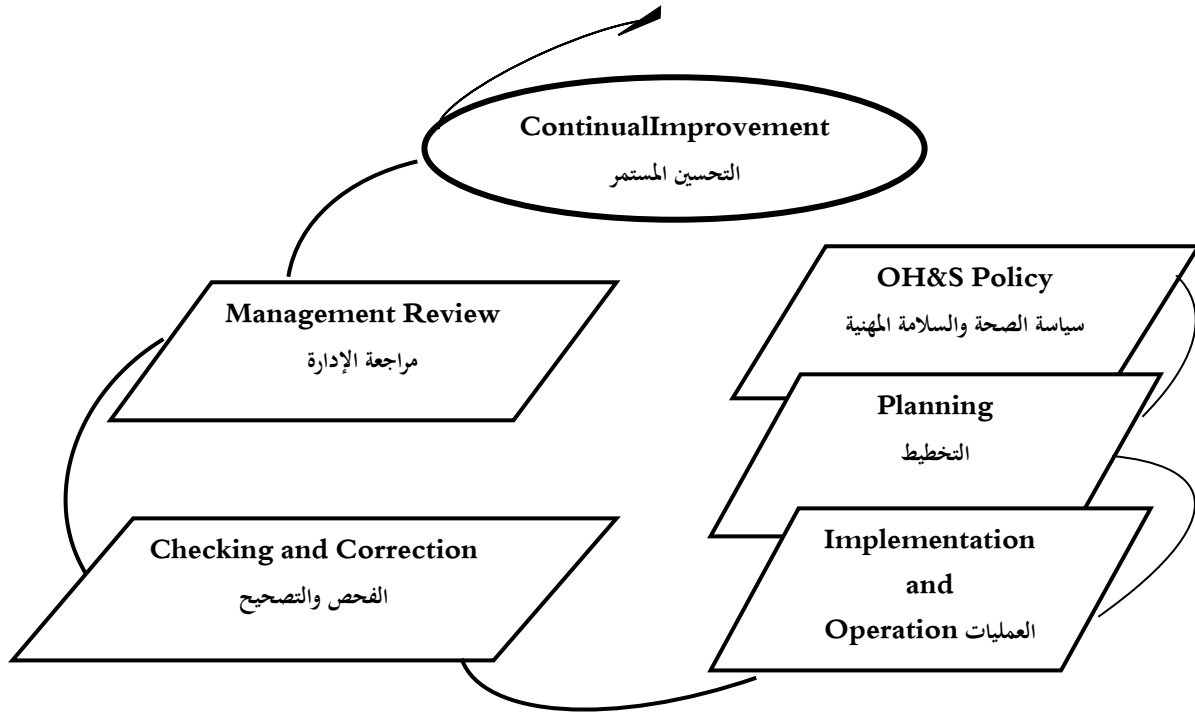 ContinualImprovement
التحسين المستمر
OH&S Policy
سياسة الصحة والسلامة المهنية
Management Review
مراجعة الإدارة
Planning
التخطيط
Implementation
and
Operation العمليات
Checking and Correction
الفحص والتصحيح